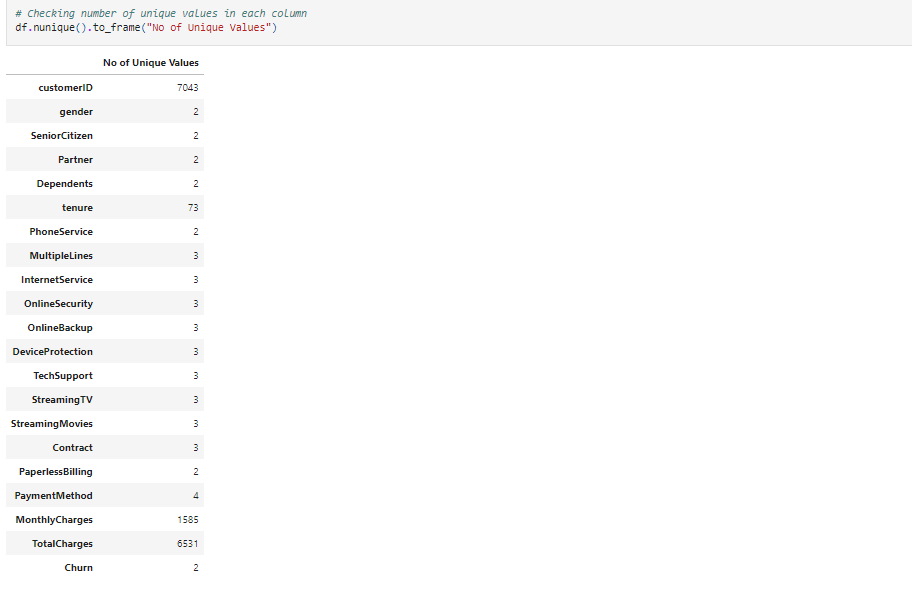 # Checking number of unique values in each column
df.nunique().to_frame("No of Unique Values")
No of Unique Values
customerID 7043
gender 2
SeniorCitizen 2
Partner 2
Dependents 2
tenure 73
PhoneService 2
MultipleLines 3
InternetService 3
OnlineSecurity 3
OnlineBackup 3
DeviceProtection 3
TechSupport 3
StreamingTV 3
StreamingMovies 3
Contract 3
PaperlessBilling 2
PaymentMethod 4
MonthlyCharges 1585
TotalCharges 6531
Churn 2